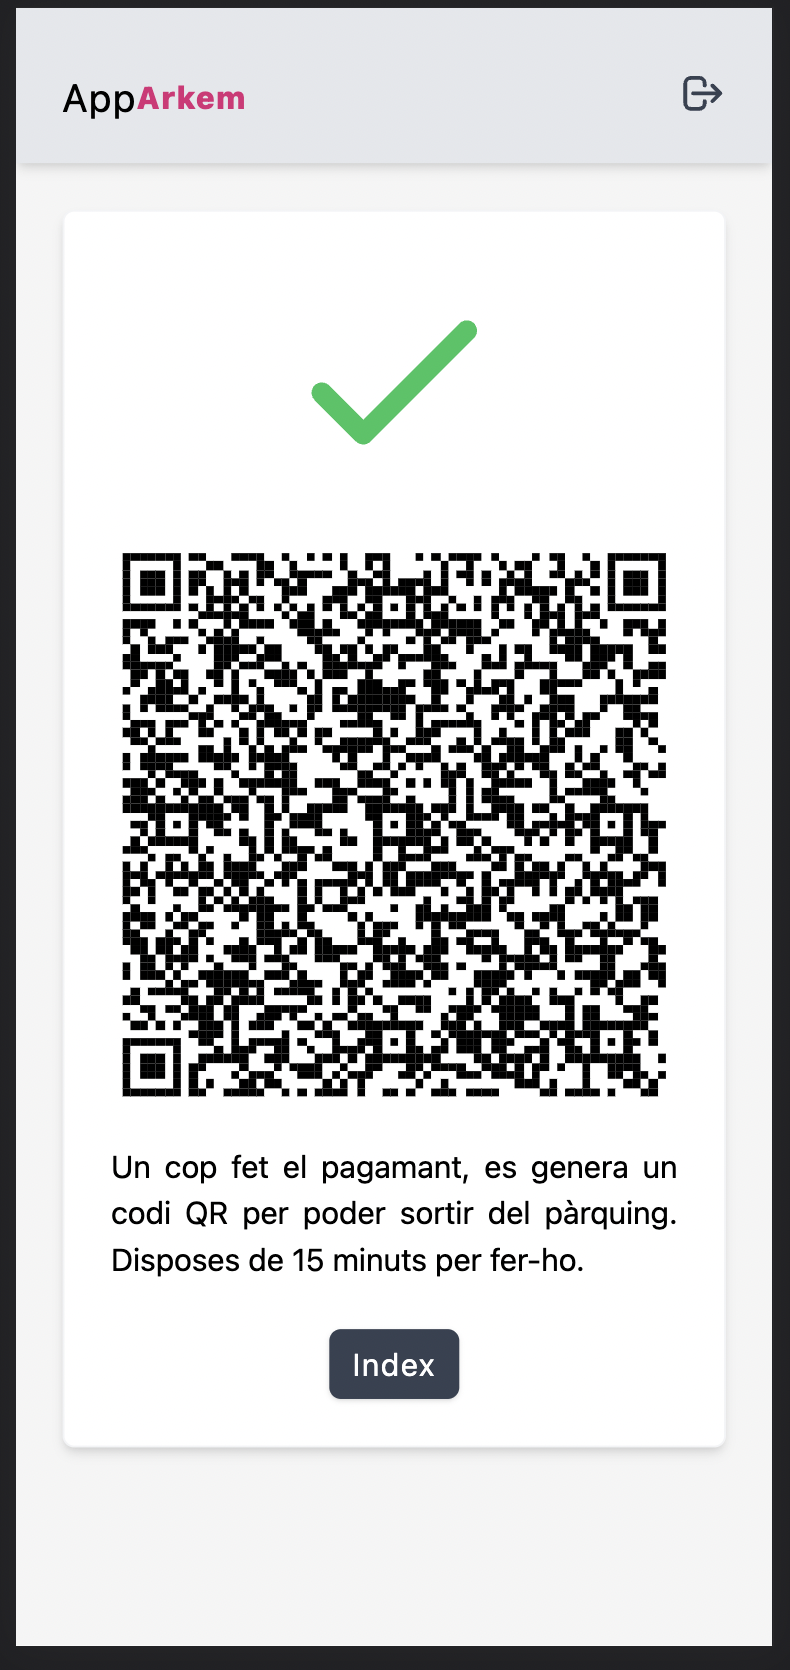 AppArkem
Un cop fet el pagamant, es genera un
codi QR per poder sortir del pàrquing.
Disposes de 15 minuts per fer-ho.
Index